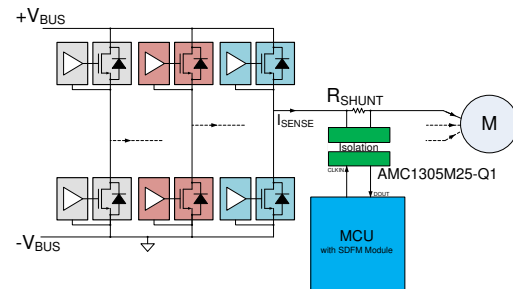 +VBUS
RSHUNT
ISENSE
M
Isolation
AMC1305M25-Q1
CLKIN
DOUT
MCU
with SDFM Module
-VBUS